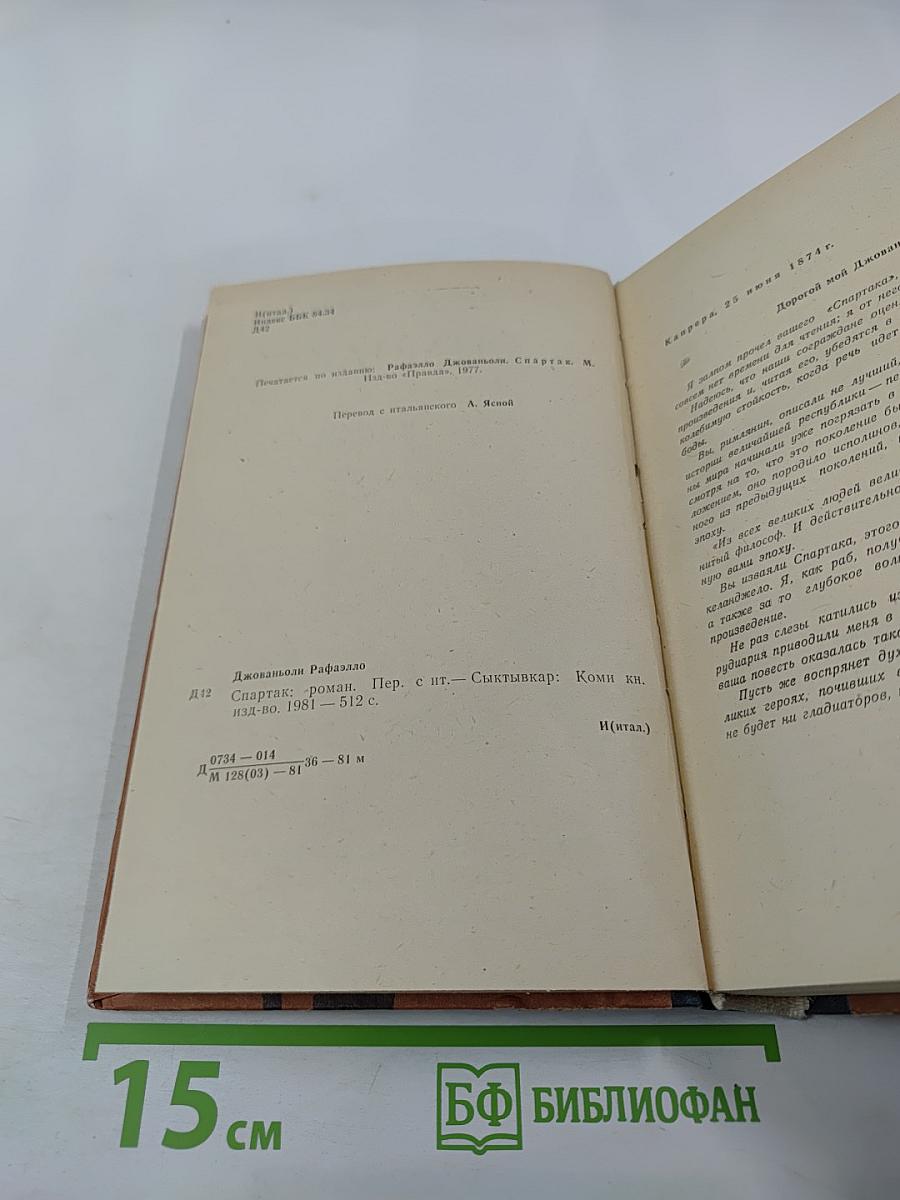 И(итал.)
Индекс ББК 84.34
Д42
Печатается по изданию: Рафаэлло Джованьоли. Спартак. М.
Изд-во «Правда», 1977.
Перевод с итальянского А. Ясной
Джованьоли Рафаэлло
Д42 Спартак: роман. Пер. с ит.— Сыктывкар: Коми кн.
изд-во. 1981 — 512 с.
И(итал.)
0734 — 014
Д М 128(03) — 81 36 — 81 м
Капрера, 25 июня 1874 г.
Дорогой мой Джован
Я залпом прочел вашего «Спартака»,
совсем нет времени для чтения; я от него
Надеюсь, что наши сограждане оцен
произведения и, читая его, убедятся в
колебимую стойкость, когда речь идет
боды.
Вы, римлянин, описали не лучший,
истории величайшей республики — пе
ны мира начинали уже погрязать в
смотря на то, что это поколение бы
ложением, оно породило исполинов,
ного из предыдущих поколений,
эпоху.
«Из всех великих людей вели
нитый философ. И действительно
ную вами эпоху.
Вы изваяли Спартака, этого
келанджело. Я, как раб, полу
а также за то глубокое вол
произведение.
Не раз слезы катились
рудиария приводили меня в
ваша повесть оказалась тако
Пусть же воспрянет дух
ликих героях, почивших в
не будет ни гладиаторов,
15 см
БФ БИБЛИОФАН